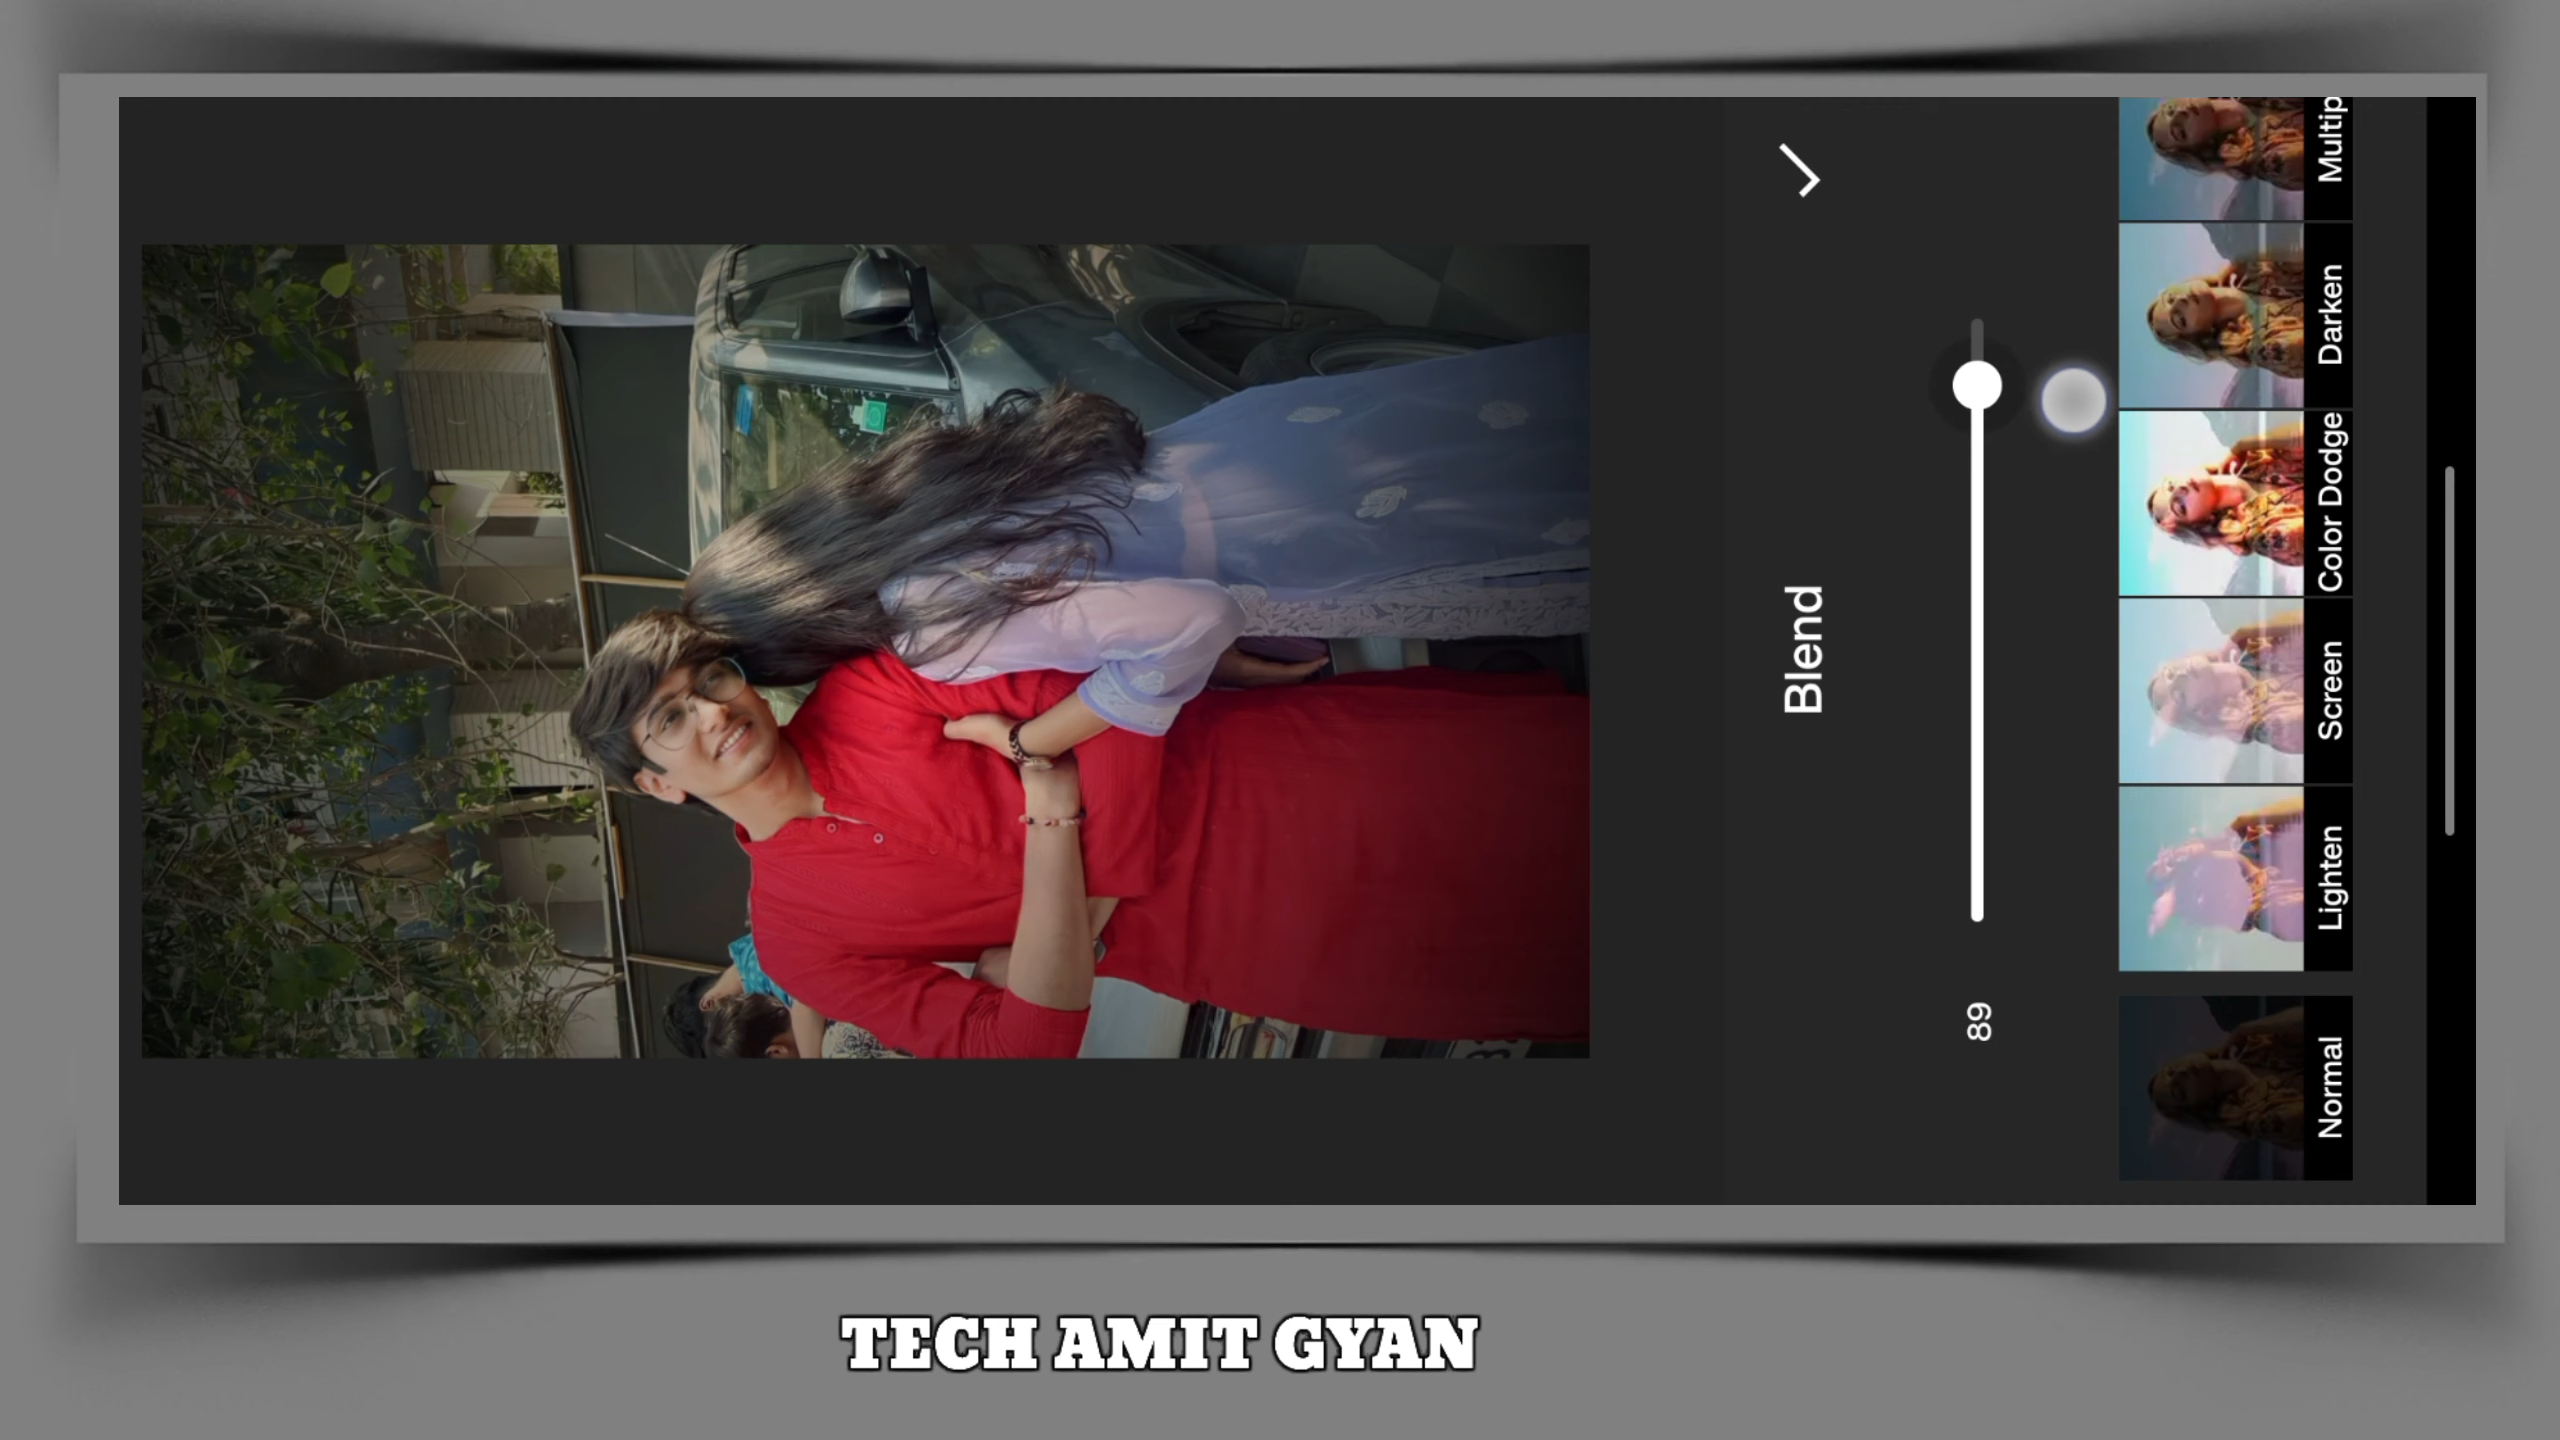 Blend
89
Normal
Lighten
Screen
Color Dodge
Darken
Multip
TECH AMIT GYAN